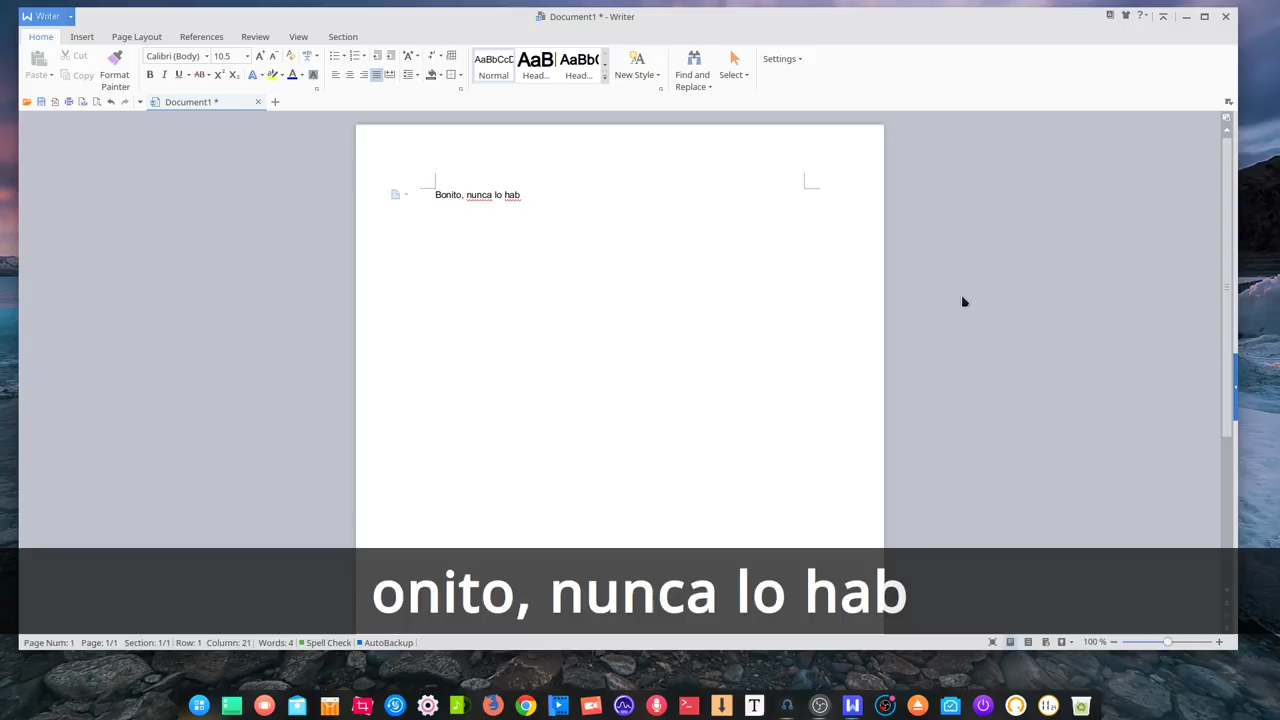 Writer
Document1 * - Writer
Home Insert Page Layout References Review View Section
Paste Cut Copy Format Painter
Calibri (Body) 10.5
AaBbCcD Normal
AaB Head...
AaBb( Head...
New Style
Find and Replace
Select
Settings
Document1 *
Bonito, nunca lo hab
onito, nunca lo hab
Page Num: 1 Page: 1/1 Section: 1/1 Row: 1 Column: 21 Words: 4 Spell Check AutoBackup 100 %